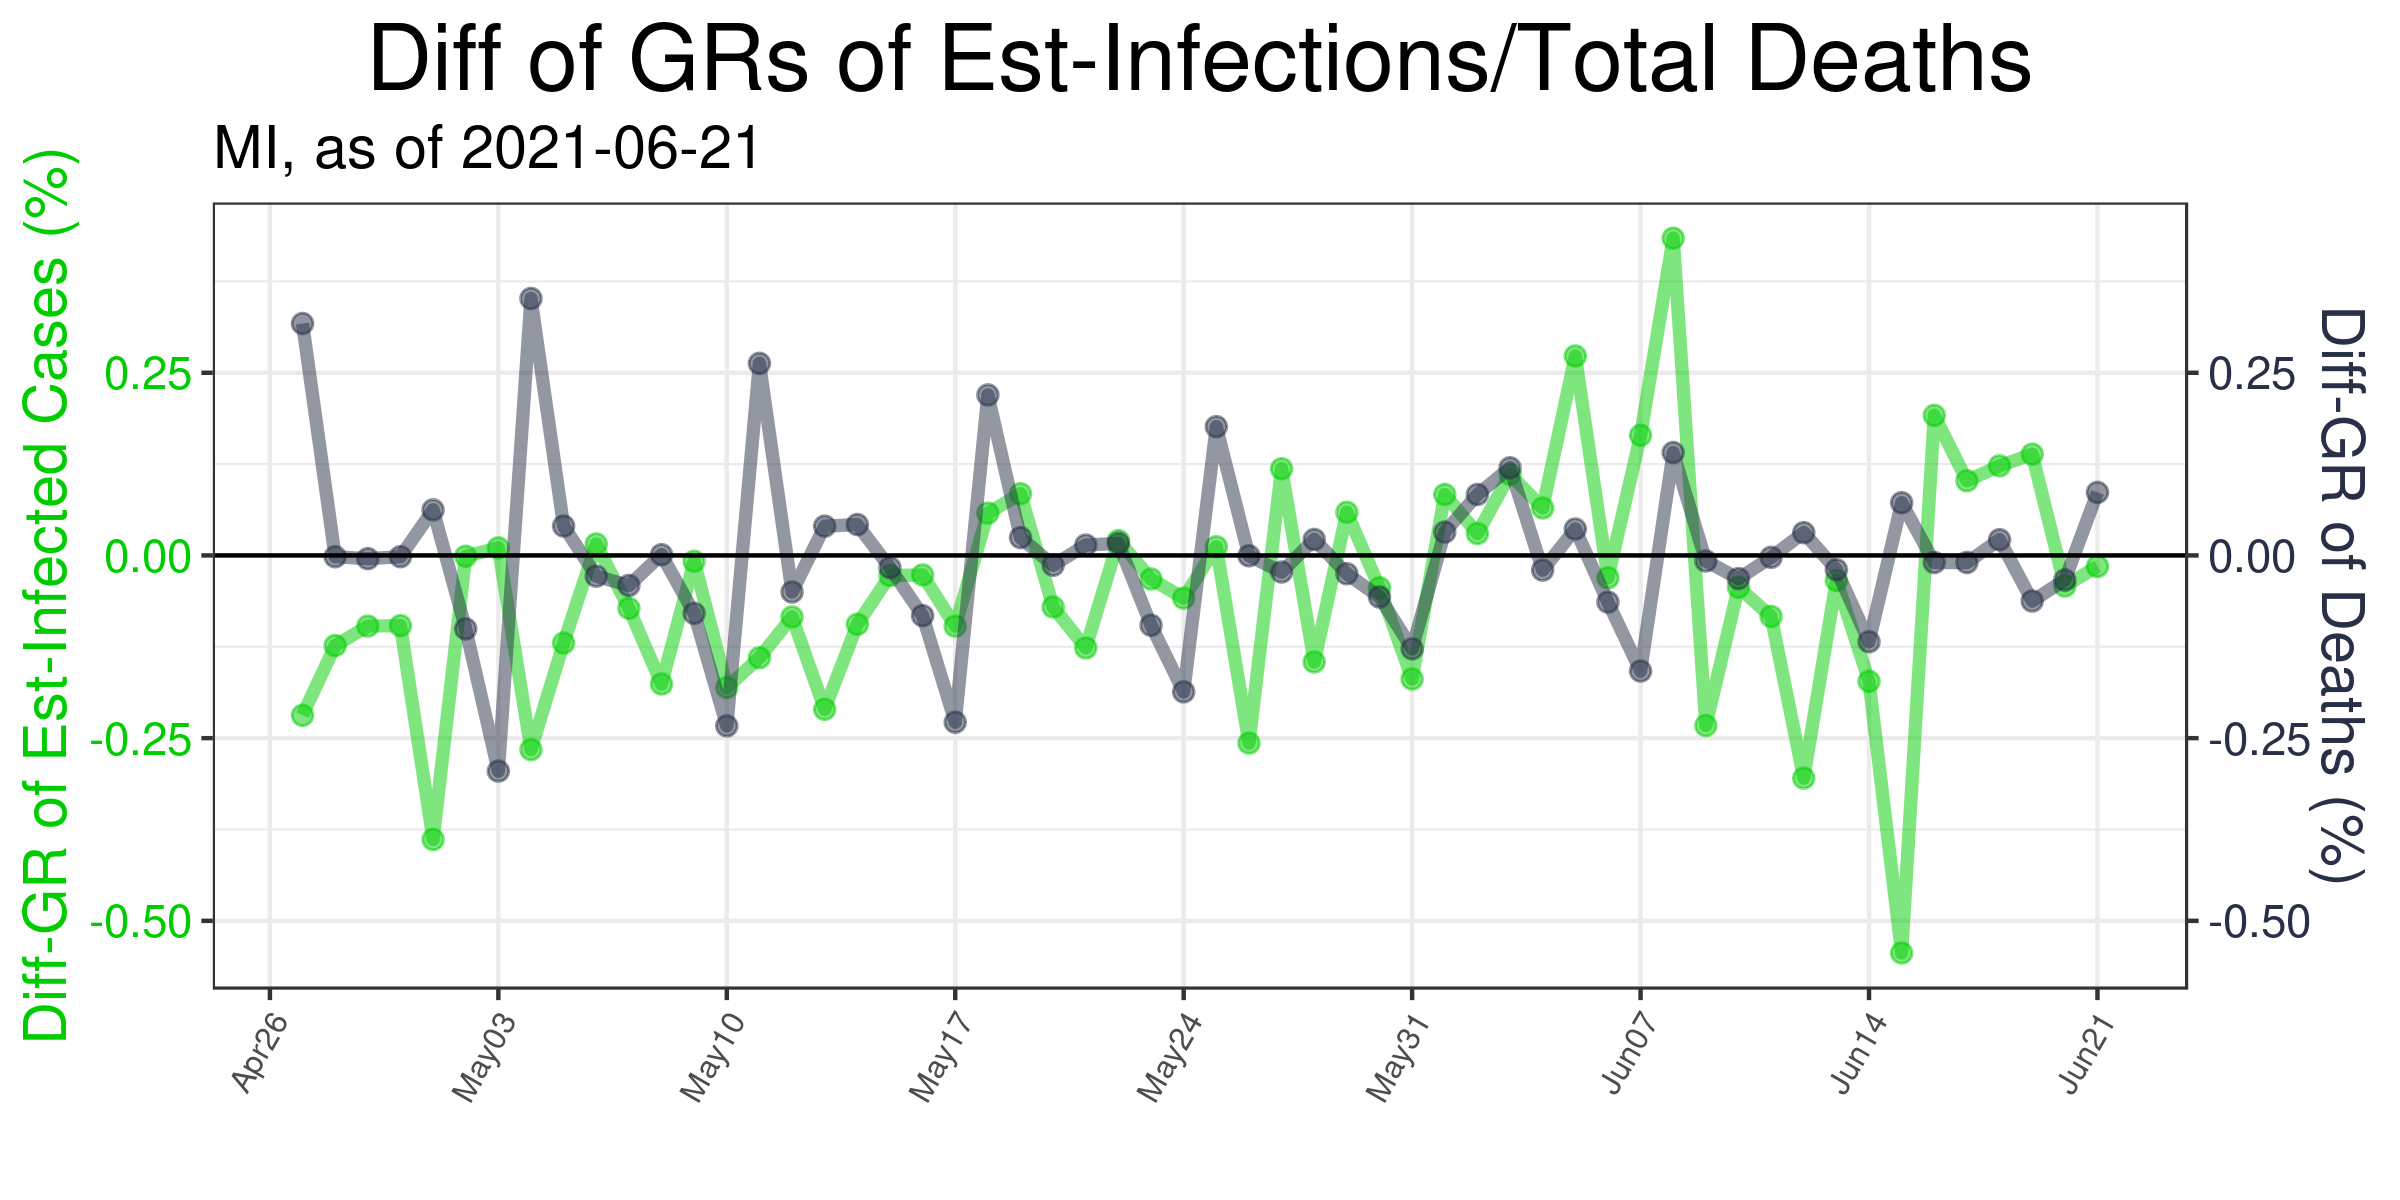 Diff of GRs of Est-Infections/Total Deaths
MI, as of 2021-06-21
Diff-GR of Est-Infected Cases (%)
0.25
0.00
-0.25
-0.50
0.25
0.00
-0.25
-0.50
Diff-GR of Deaths (%)
Apr26
May03
May10
May17
May24
May31
Jun07
Jun14
Jun21